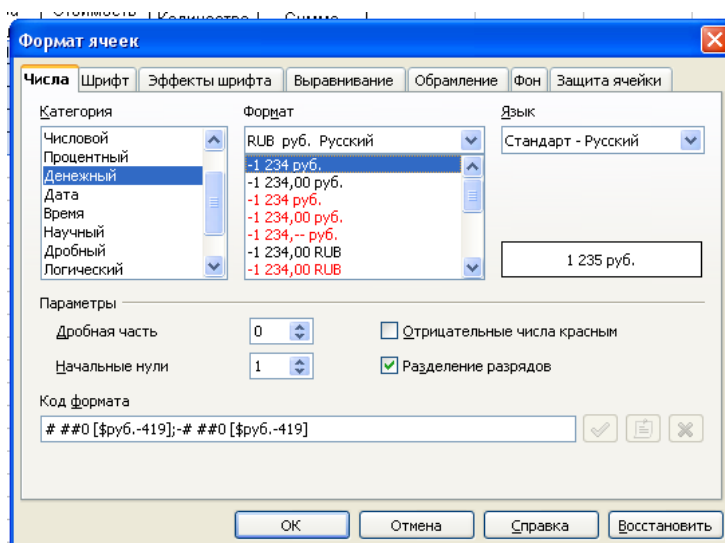 Формат ячеек
Числа Шрифт Эффекты шрифта Выравнивание Обрамление Фон Защита ячейки
Категория Формат Язык
Числовой
Процентный
Денежный
Дата
Время
Научный
Дробный
Логический
RUB руб. Русский
-1 234 руб.
-1 234,00 руб.
-1 234 руб.
-1 234,00 руб.
-1 234,-- руб.
-1 234,00 RUB
-1 234,00 RUB
Стандарт - Русский
1 235 руб.
Параметры
Дробная часть 0 Отрицательные числа красным
Начальные нули 1 Разделение разрядов
Код формата
# ##0 [$руб.-419];-# ##0 [$руб.-419]
ОК Отмена Справка Восстановить